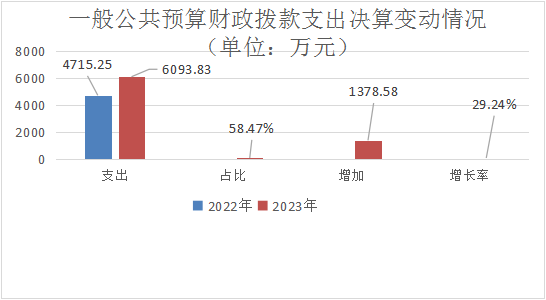 一般公共预算财政拨款支出决算变动情况
（单位：万元）
8000
6000
4000
2000
0
4715.25
6093.83
58.47%
1378.58
29.24%
支出
占比
增加
增长率
2022年
2023年